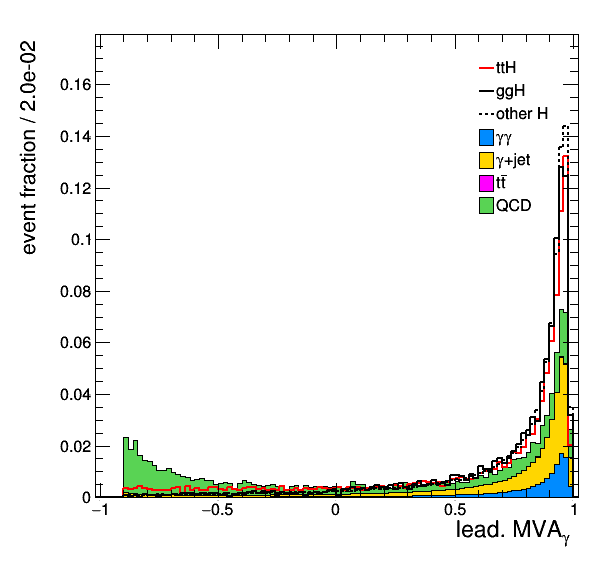 event fraction / 2.0e-02
0.16
0.14
0.12
0.1
0.08
0.06
0.04
0.02
0
ttH
ggH
other H
γγ
γ+jet
tt̄
QCD
−1 −0.5 0 0.5 1
lead. MVAγ